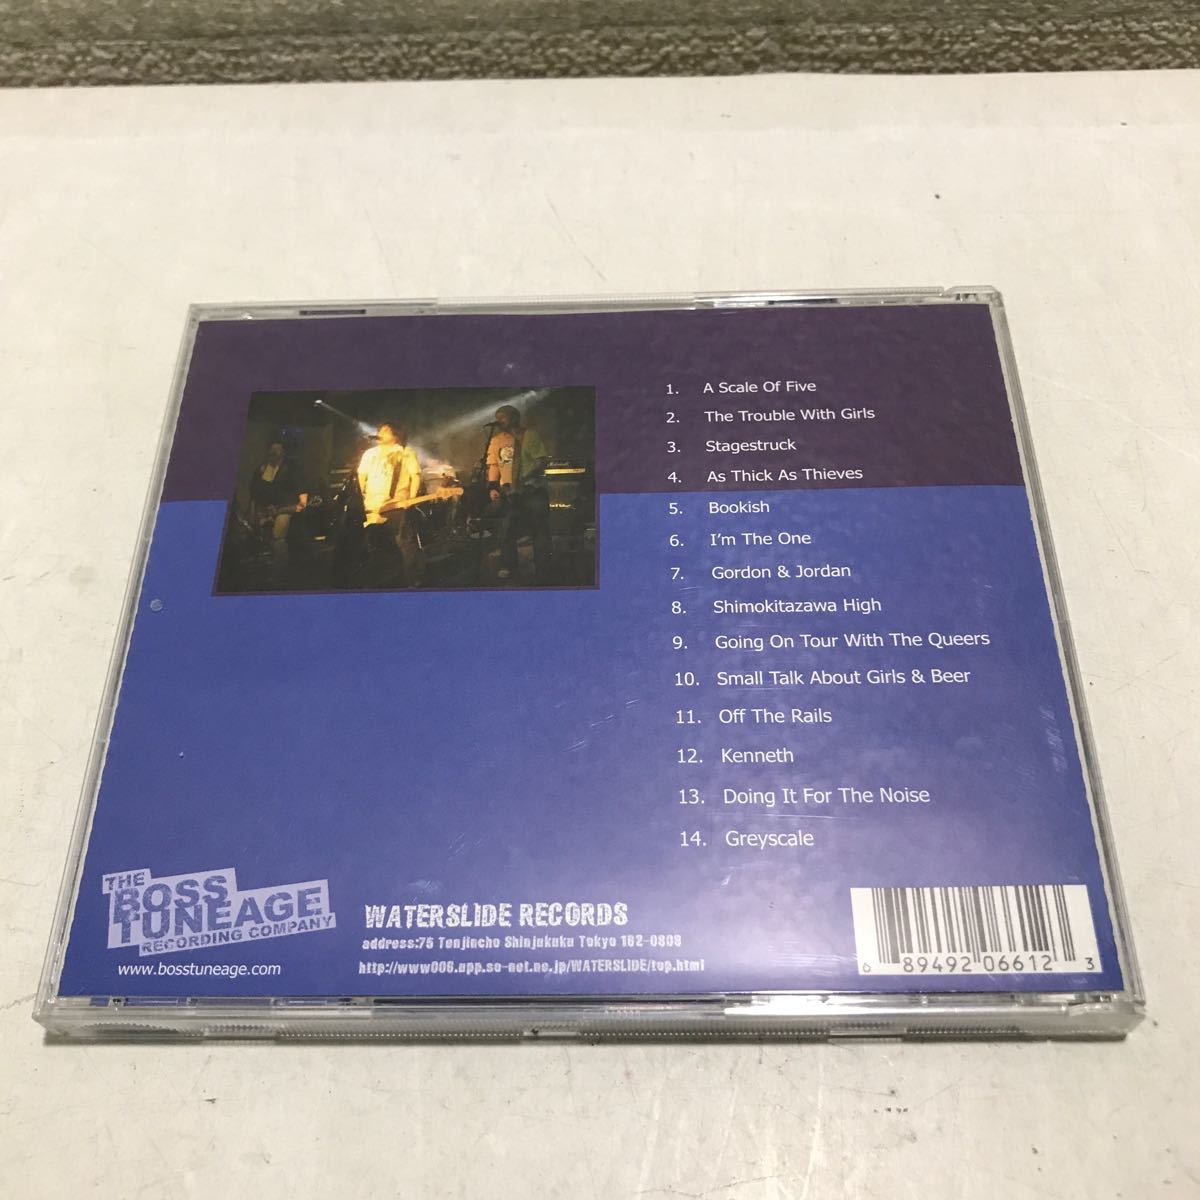 1. A Scale Of Five
2. The Trouble With Girls
3. Stagestruck
4. As Thick As Thieves
5. Bookish
6. I'm The One
7. Gordon & Jordan
8. Shimokitazawa High
9. Going On Tour With The Queers
10. Small Talk About Girls & Beer
11. Off The Rails
12. Kenneth
13. Doing It For The Noise
14. Greyscale
THE
BOSS
TUNEAGE
RECORDING COMPANY
www.bosstuneage.com
WATERSLIDE RECORDS
address:75 Tenjincho Shinjukuku Tokyo 162-0808
http://www006.upp.so-net.ne.jp/WATERSLIDE/top.html
6 89492 06612 3